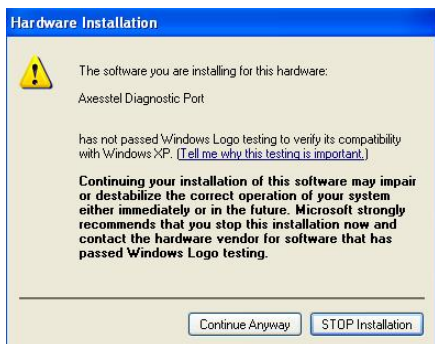 Hardware Installation
The software you are installing for this hardware:
Axesstel Diagnostic Port
has not passed Windows Logo testing to verify its compatibility
with Windows XP. (Tell me why this testing is important.)
Continuing your installation of this software may impair
or destabilize the correct operation of your system
either immediately or in the future. Microsoft strongly
recommends that you stop this installation now and
contact the hardware vendor for software that has
passed Windows Logo testing.
Continue Anyway STOP Installation